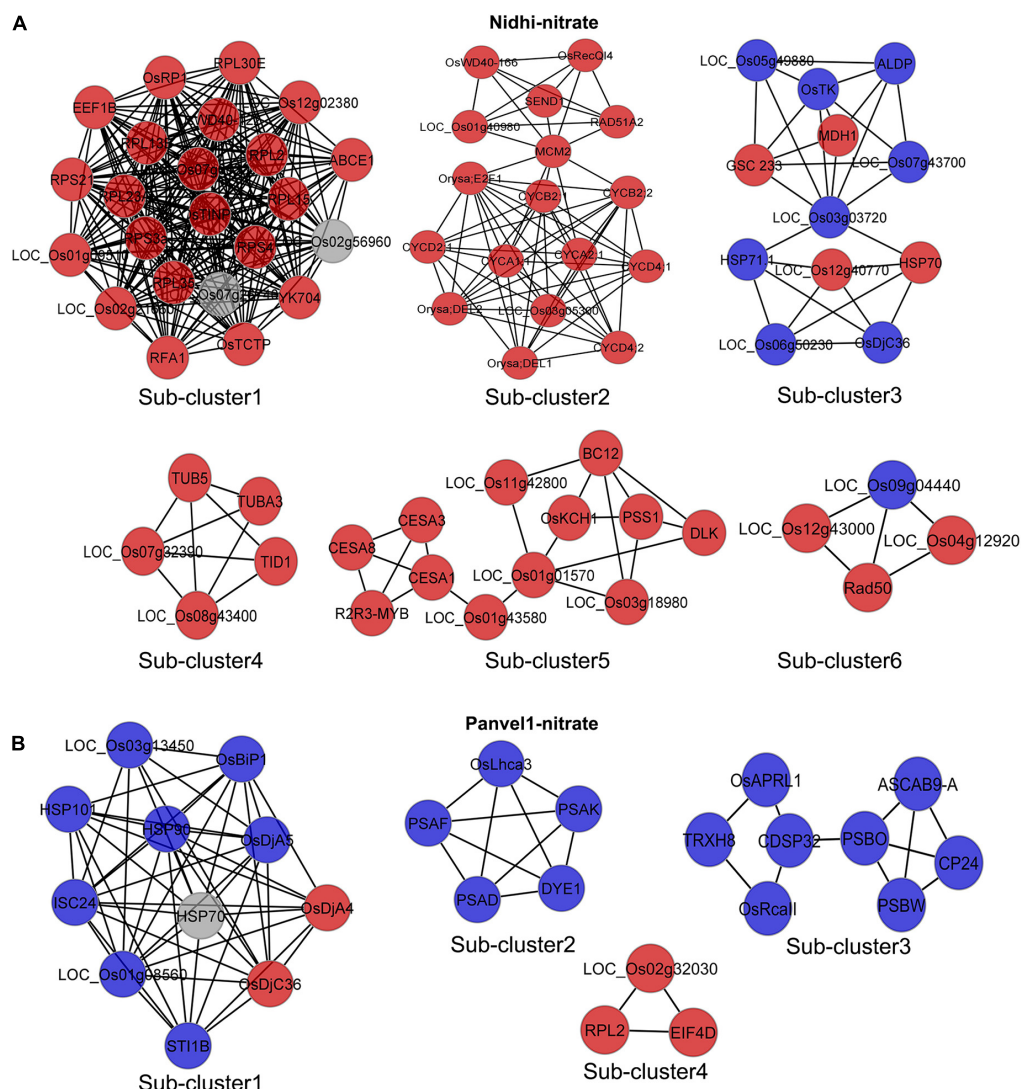 A
Nidhi-nitrate
RPL30E
OsRP1
LOC_Os12g02380
EEF1B
RPL2
ABCE1
RPS21
RPL15
RPS4
Os02g56960
LOC_Os02g21660
YK704
OsTCTP
RFA1
Sub-cluster1
OsWD40-166
OsRecQl4
SEND1
LOC_Os01g40980
RAD51A2
MCM2
Orysa;E2F1
CYCB2;2
CYCD2;1
CYCA1;1
CYCA2;1
CYCD4;1
Orysa;DEL2
LOC_Os03g05300
CYCD4;2
Orysa;DEL1
Sub-cluster2
LOC_Os05g49880
ALDP
OsTK
MDH1
GSC 233
LOC_Os07g43700
LOC_Os03g03720
HSP71.1
LOC_Os12g40770
HSP70
LOC_Os06g50230
OsDjC36
Sub-cluster3
TUB5
TUBA3
LOC_Os07g32390
TID1
LOC_Os08g43400
Sub-cluster4
BC12
LOC_Os11g42800
CESA3
OsKCH1
PSS1
DLK
CESA8
CESA1
LOC_Os01g01570
R2R3-MYB
LOC_Os01g43580
LOC_Os03g18980
Sub-cluster5
LOC_Os09g04440
LOC_Os12g43000
LOC_Os04g12920
Rad50
Sub-cluster6
B
Panvel1-nitrate
LOC_Os03g13450
OsBiP1
HSP101
HSP90
OsDjA5
ISC24
HSP70
OsDjA4
LOC_Os01g08560
OsDjC36
STI1B
Sub-cluster1
OsLhca3
PSAF
PSAK
PSAD
DYE1
Sub-cluster2
OsAPRL1
ASCAB9-A
TRXH8
CDSP32
PSBO
CP24
OsRcaII
PSBW
Sub-cluster3
LOC_Os02g32030
RPL2
EIF4D
Sub-cluster4